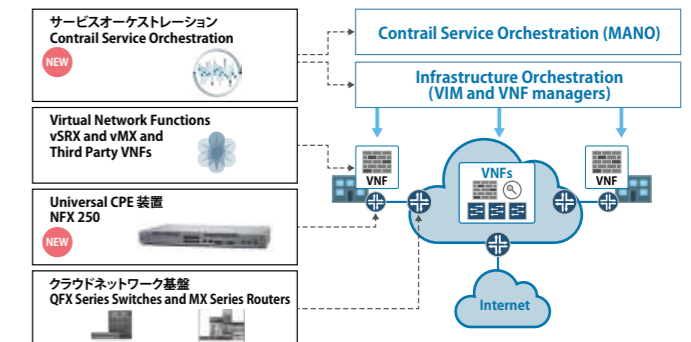 サービスオーケストレーション
Contrail Service Orchestration
NEW
Virtual Network Functions
vSRX and vMX and
Third Party VNFs
Universal CPE 装置
NFX 250
NEW
クラウドネットワーク基盤
QFX Series Switches and MX Series Routers
Contrail Service Orchestration (MANO)
Infrastructure Orchestration
(VIM and VNF managers)
VNF
VNFs
VNF
Internet